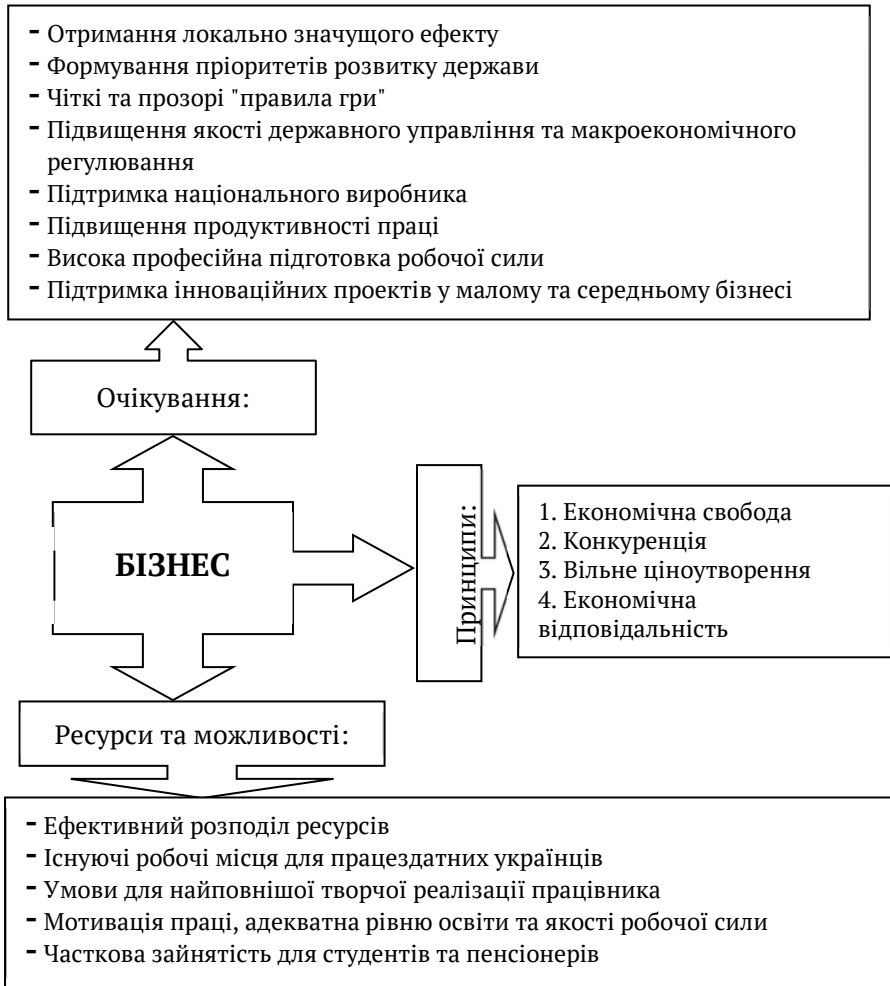 - Отримання локально значущого ефекту
- Формування пріоритетів розвитку держави
- Чіткі та прозорі "правила гри"
- Підвищення якості державного управління та макроекономічного
регулювання
- Підтримка національного виробника
- Підвищення продуктивності праці
- Висока професійна підготовка робочої сили
- Підтримка інноваційних проектів у малому та середньому бізнесі
Очікування:
БІЗНЕС
Принципи:
1. Економічна свобода
2. Конкуренція
3. Вільне ціноутворення
4. Економічна
відповідальність
Ресурси та можливості:
- Ефективний розподіл ресурсів
- Існуючі робочі місця для працездатних українців
- Умови для найповнішої творчої реалізації працівника
- Мотивація праці, адекватна рівню освіти та якості робочої сили
- Часткова зайнятість для студентів та пенсіонерів